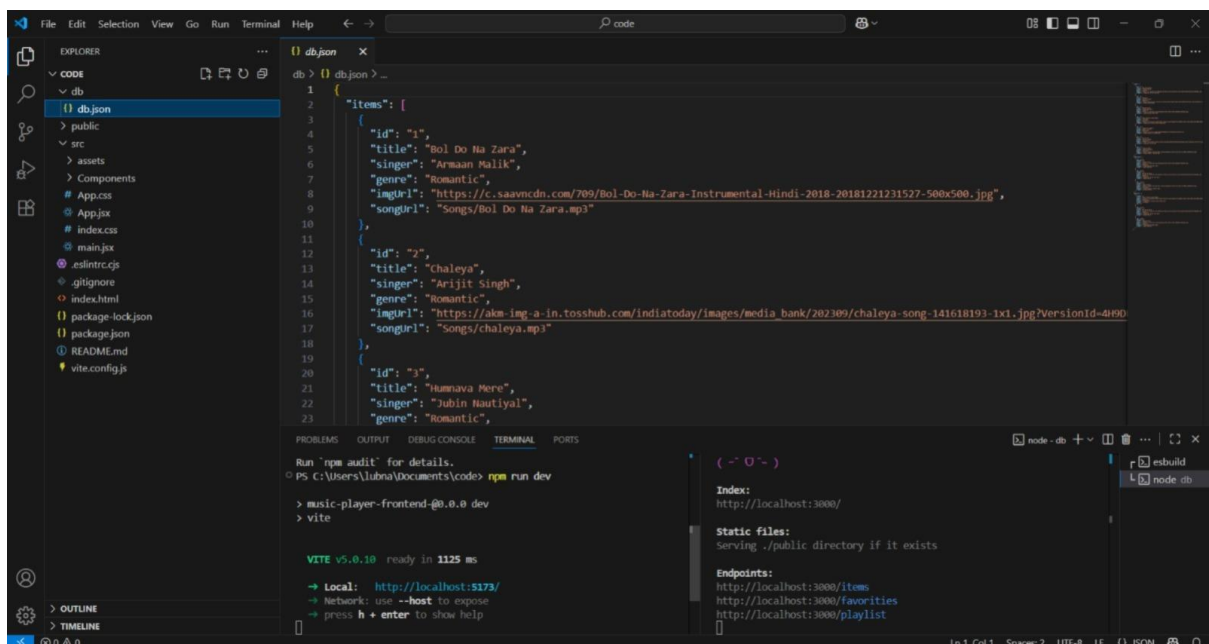 File Edit Selection View Go Run Terminal Help
code
EXPLORER
CODE
db
{} db.json
public
src
assets
Components
# App.css
App.jsx
# index.css
main.jsx
.eslintrc.cjs
.gitignore
<> index.html
{} package-lock.json
{} package.json
README.md
vite.config.js
OUTLINE
TIMELINE
{} db.json ×
db > {} db.json > ...
1 {
2 "items": [
3 {
4 "id": "1",
5 "title": "Bol Do Na Zara",
6 "singer": "Armaan Malik",
7 "genre": "Romantic",
8 "imgUrl": "https://c.saavncdn.com/709/Bol-Do-Na-Zara-Instrumental-Hindi-2018-20181221231527-500x500.jpg",
9 "songUrl": "Songs/Bol Do Na Zara.mp3"
10 },
11 {
12 "id": "2",
13 "title": "Chaleya",
14 "singer": "Arijit Singh",
15 "genre": "Romantic",
16 "imgUrl": "https://akm-img-a-in.tosshub.com/indiatoday/images/media_bank/202309/chaleya-song-141618193-1x1.jpg?VersionId=4H9D
17 "songUrl": "Songs/chaleya.mp3"
18 },
19 {
20 "id": "3",
21 "title": "Humnava Mere",
22 "singer": "Jubin Nautiyal",
23 "genre": "Romantic",
PROBLEMS OUTPUT DEBUG CONSOLE TERMINAL PORTS
node - db
Run `npm audit` for details.
PS C:\Users\lubna\Documents\code> npm run dev
> music-player-frontend-@0.0.0 dev
> vite
VITE v5.0.10 ready in 1125 ms
→ Local: http://localhost:5173/
→ Network: use --host to expose
→ press h + enter to show help
Index:
http://localhost:3000/
Static files:
Serving ./public directory if it exists
Endpoints:
http://localhost:3000/items
http://localhost:3000/favorities
http://localhost:3000/playlist
esbuild
node db
0 0
Ln 1, Col 1 Spaces: 2 UTF-8 LF {} JSON